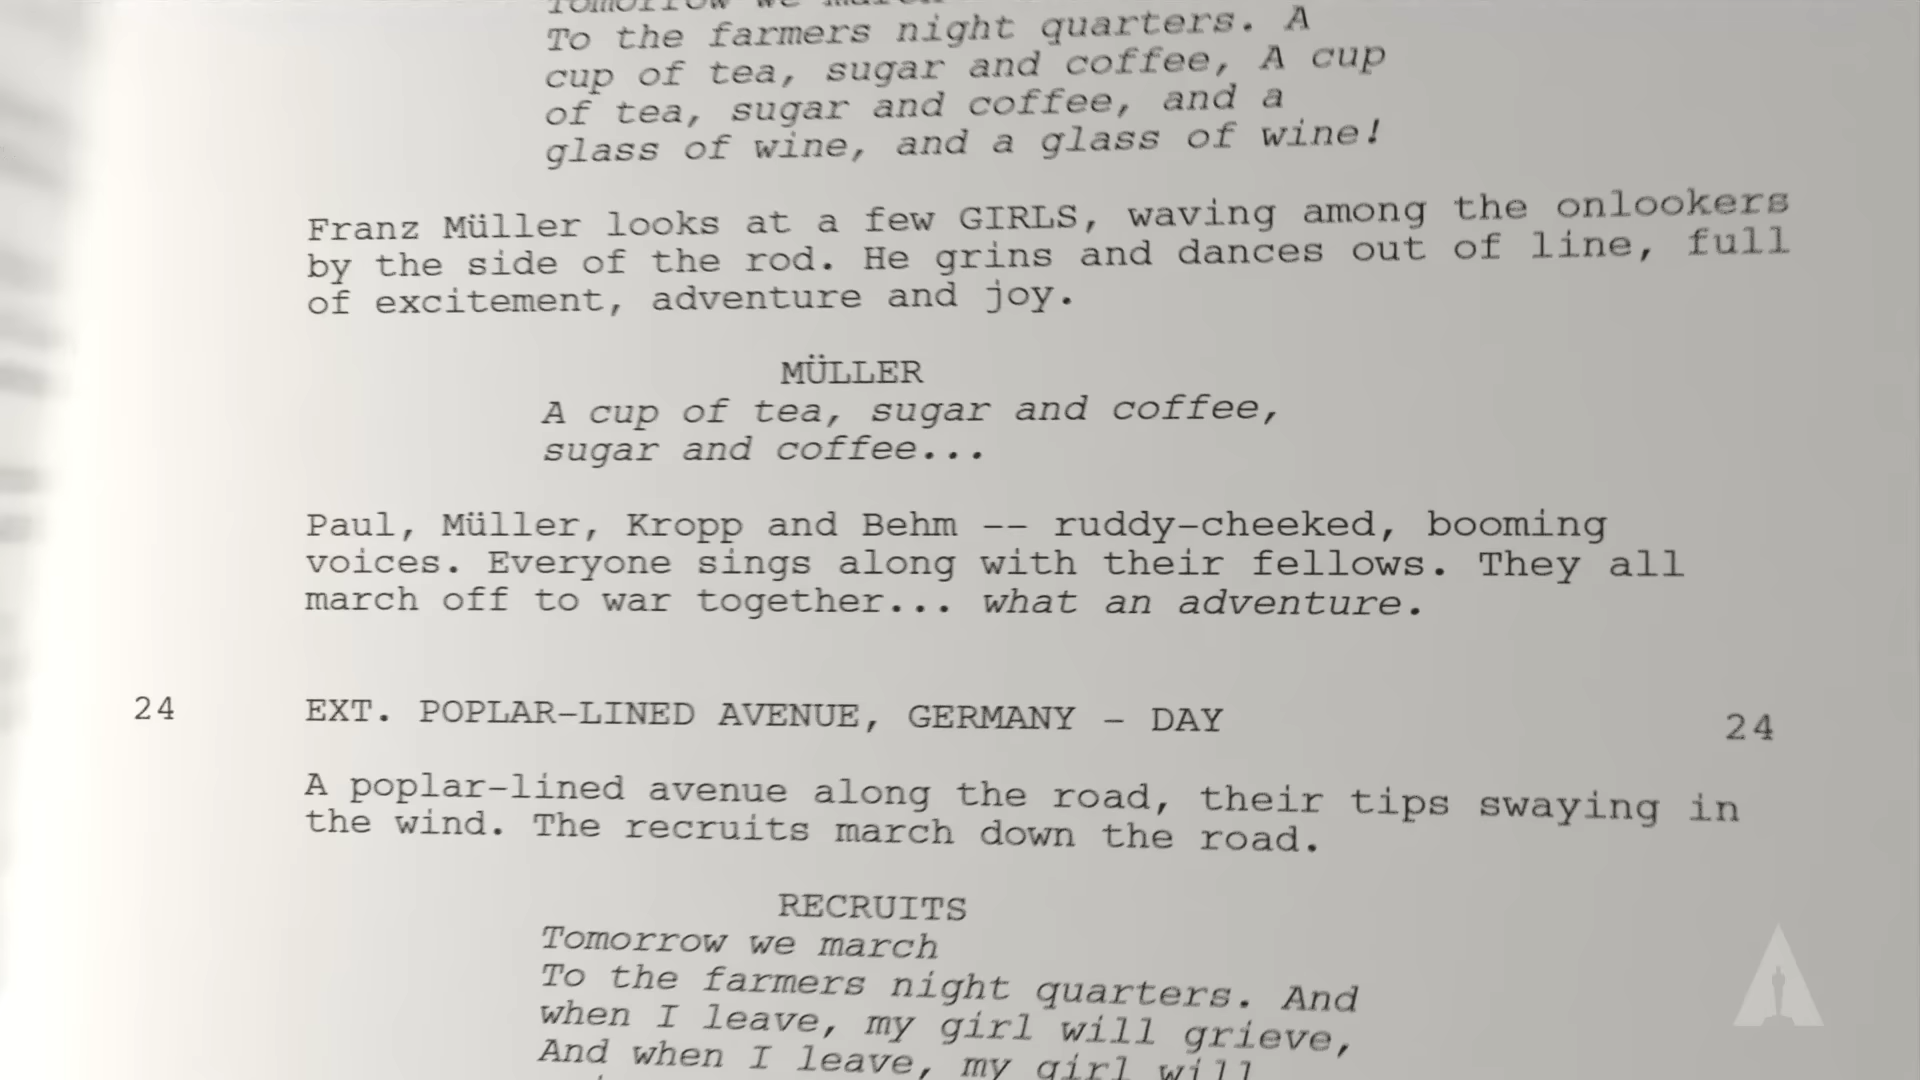 Tomorrow we march
To the farmers night quarters. A
cup of tea, sugar and coffee, A cup
of tea, sugar and coffee, and a
glass of wine, and a glass of wine!
Franz Müller looks at a few GIRLS, waving among the onlookers
by the side of the rod. He grins and dances out of line, full
of excitement, adventure and joy.
MÜLLER
A cup of tea, sugar and coffee,
sugar and coffee...
Paul, Müller, Kropp and Behm -- ruddy-cheeked, booming
voices. Everyone sings along with their fellows. They all
march off to war together... what an adventure.
24 EXT. POPLAR-LINED AVENUE, GERMANY - DAY 24
A poplar-lined avenue along the road, their tips swaying in
the wind. The recruits march down the road.
RECRUITS
Tomorrow we march
To the farmers night quarters. And
when I leave, my girl will grieve,
And when I leave, my girl will